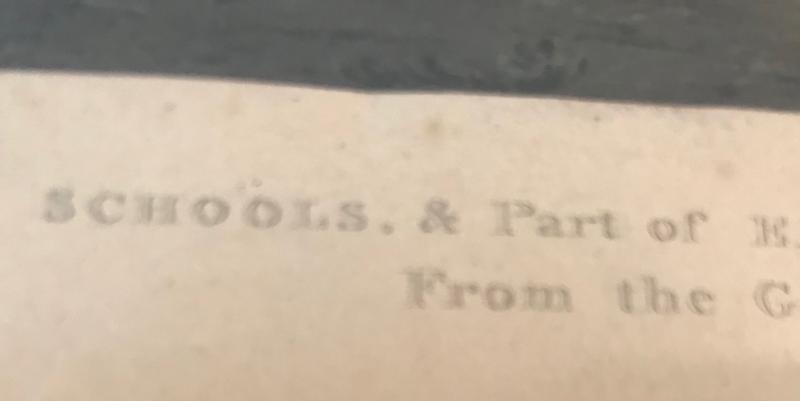 SCHOOLS. & Part of E.
From the G